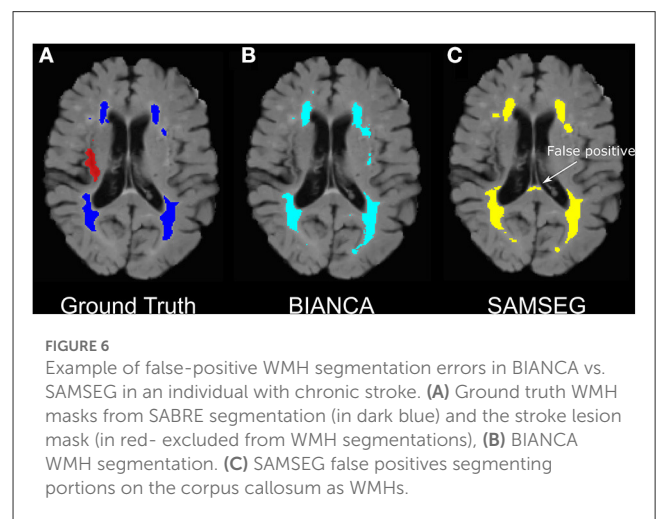 A
B
C
False positive
Ground Truth
BIANCA
SAMSEG
FIGURE 6
Example of false-positive WMH segmentation errors in BIANCA vs.
SAMSEG in an individual with chronic stroke. (A) Ground truth WMH
masks from SABRE segmentation (in dark blue) and the stroke lesion
mask (in red- excluded from WMH segmentations), (B) BIANCA
WMH segmentation. (C) SAMSEG false positives segmenting
portions on the corpus callosum as WMHs.